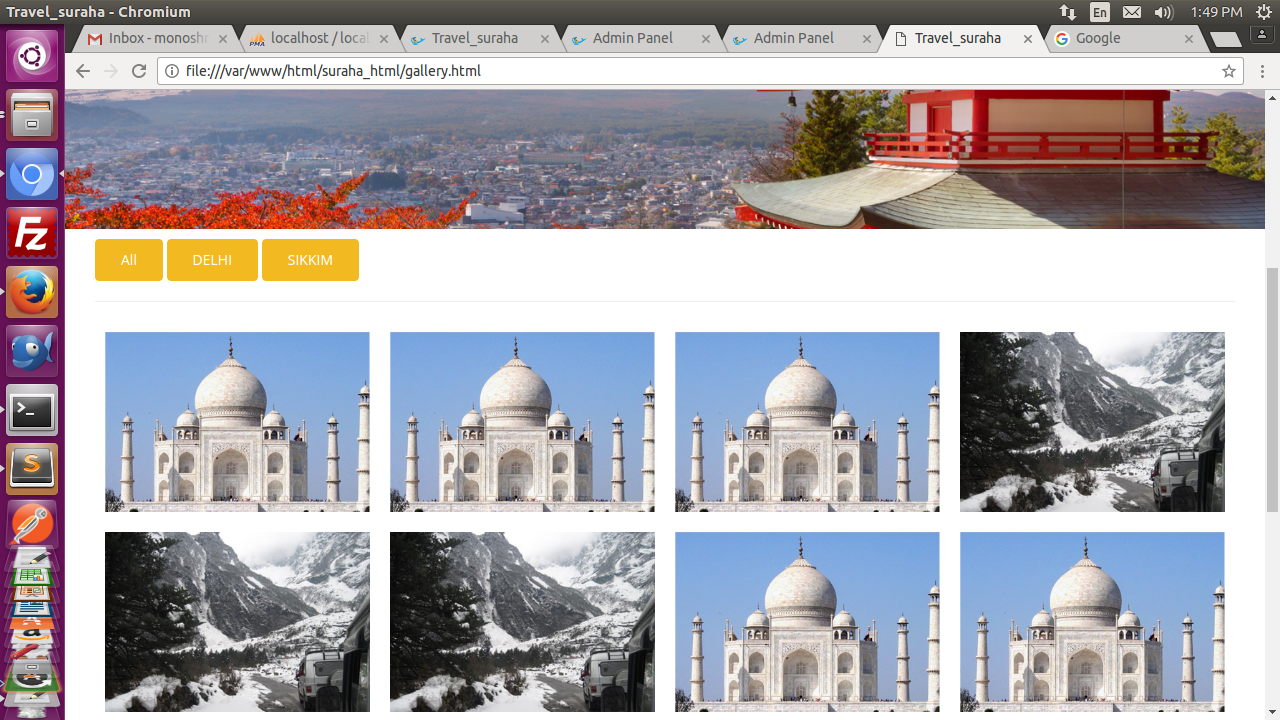 Travel_suraha - Chromium
En
1:49 PM
Inbox - monoshr
localhost / local
Travel_suraha
Admin Panel
Admin Panel
Travel_suraha
Google
file:///var/www/html/suraha_html/gallery.html
All
DELHI
SIKKIM